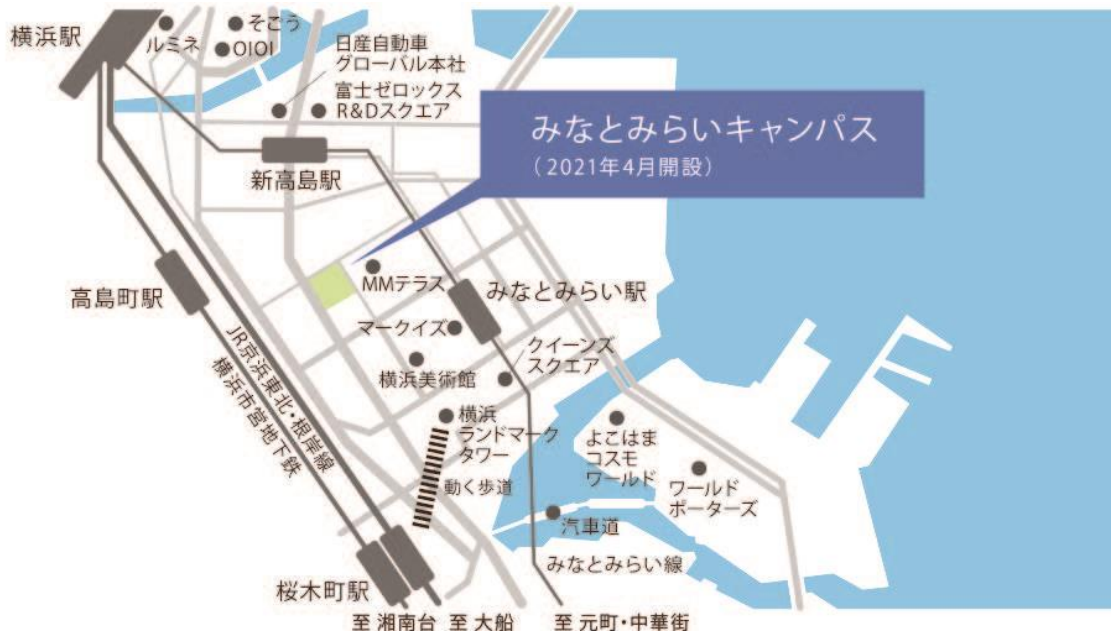 横浜駅
ルミネ
そごう
OIOI
日産自動車
グローバル本社
富士ゼロックス
R&Dスクエア
みなとみらいキャンパス
(2021年4月開設)
新高島駅
高島町駅
MMテラス
みなとみらい駅
マークイズ
クイーンズ
スクエア
横浜美術館
JR京浜東北・根岸線
横浜市営地下鉄
横浜
ランドマーク
タワー
よこはま
コスモ
ワールド
ワールド
ポーターズ
動く歩道
汽車道
みなとみらい線
桜木町駅
至 湘南台
至 大船
至 元町・中華街